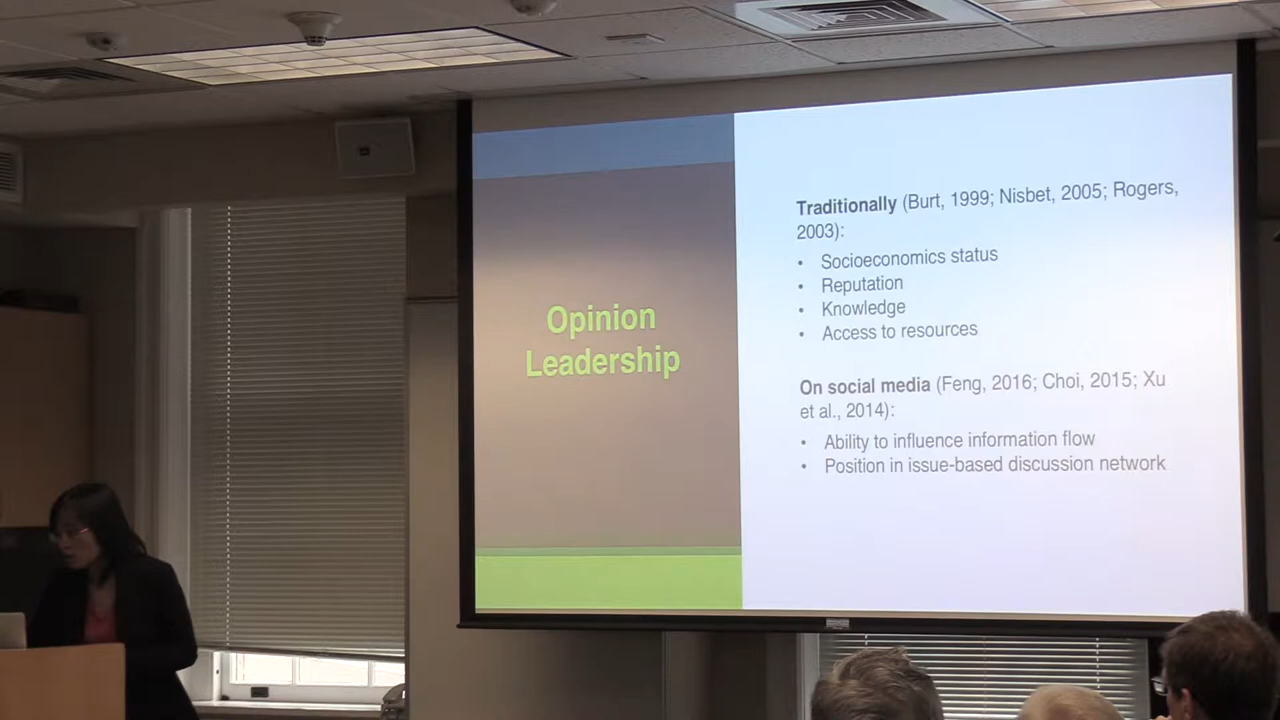 Opinion
Leadership
Traditionally (Burt, 1999; Nisbet, 2005; Rogers,
2003):
• Socioeconomics status
• Reputation
• Knowledge
• Access to resources
On social media (Feng, 2016; Choi, 2015; Xu
et al., 2014):
• Ability to influence information flow
• Position in issue-based discussion network